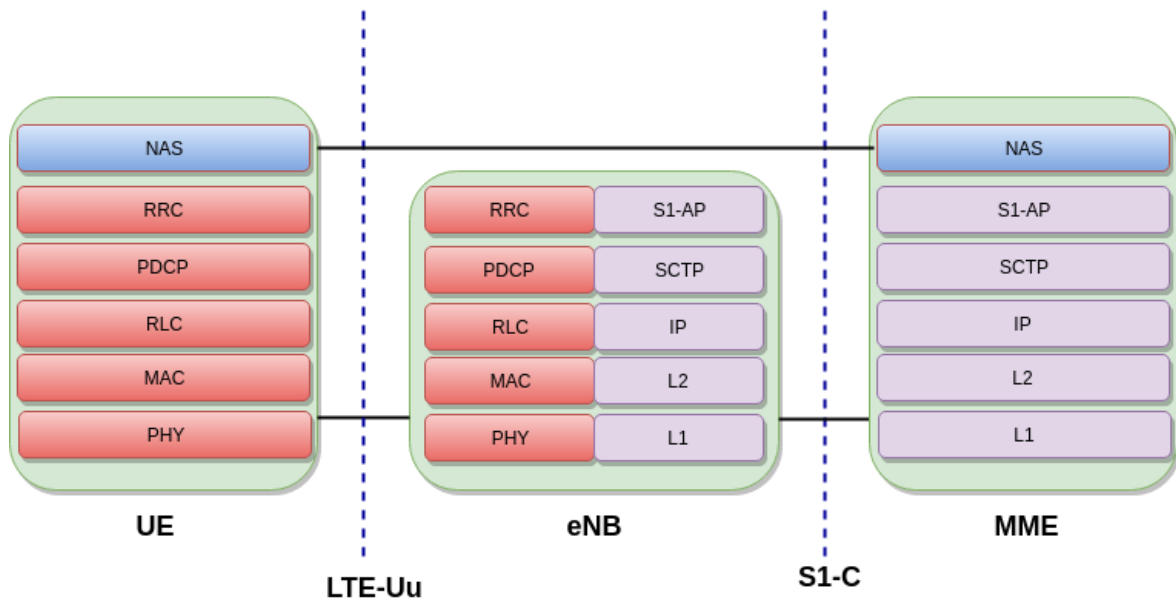 NAS
RRC
PDCP
RLC
MAC
PHY
UE
LTE-Uu
RRC S1-AP
PDCP SCTP
RLC IP
MAC L2
PHY L1
eNB
S1-C
NAS
S1-AP
SCTP
IP
L2
L1
MME